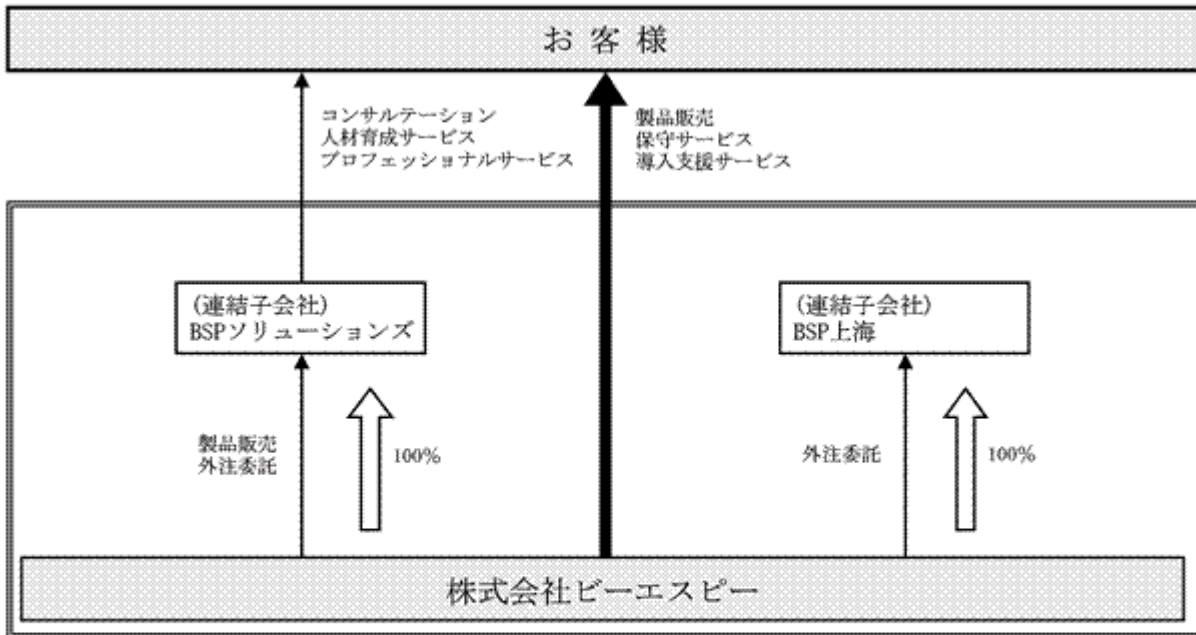 お 客 様
コンサルテーション
人材育成サービス
プロフェッショナルサービス
製品販売
保守サービス
導入支援サービス
(連結子会社)
BSPソリューションズ
(連結子会社)
BSP上海
製品販売
外注委託
100%
外注委託
100%
株式会社ビーエスピー